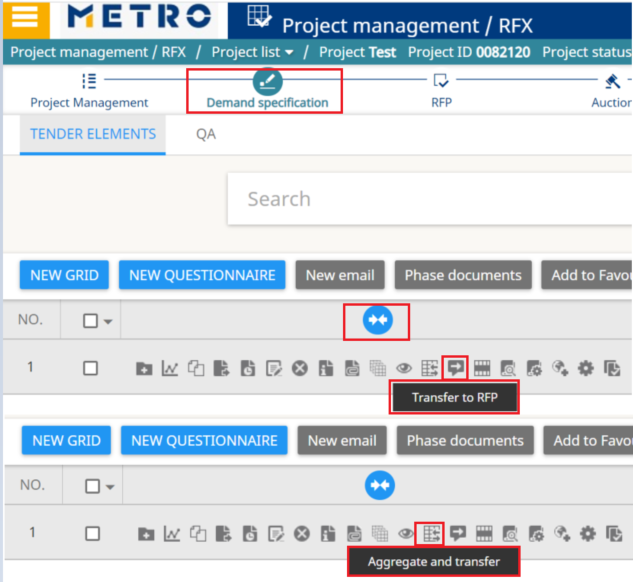 METRO
Project management / RFX
Project management / RFX / Project list / Project Test Project ID 0082120 Project status
Project Management
Demand specification
RFP
Auction
TENDER ELEMENTS
QA
Search
NEW GRID
NEW QUESTIONNAIRE
New email
Phase documents
Add to Favou
NO.
1
Transfer to RFP
NEW GRID
NEW QUESTIONNAIRE
New email
Phase documents
Add to Favo
NO.
1
Aggregate and transfer